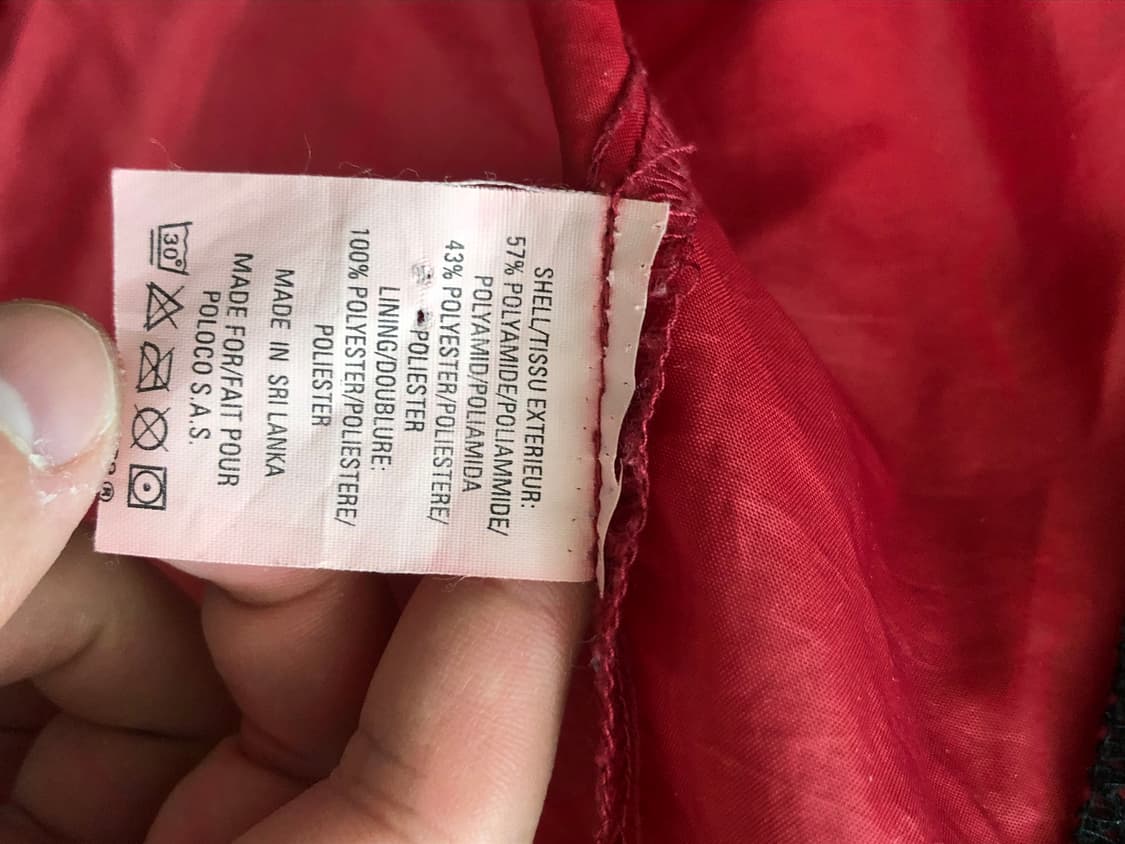 SHELL/TISSU EXTERIEUR:
57% POLYAMIDE/POLIAMMIDE/
POLYAMID/POLIAMIDA
43% POLYESTER/POLIESTERE/
POLIESTER
LINING/DOUBLURE:
100% POLYESTER/POLIESTERE/
POLIESTER
MADE IN SRI LANKA
MADE FOR/FAIT POUR
POLOCO S.A.S.
30°